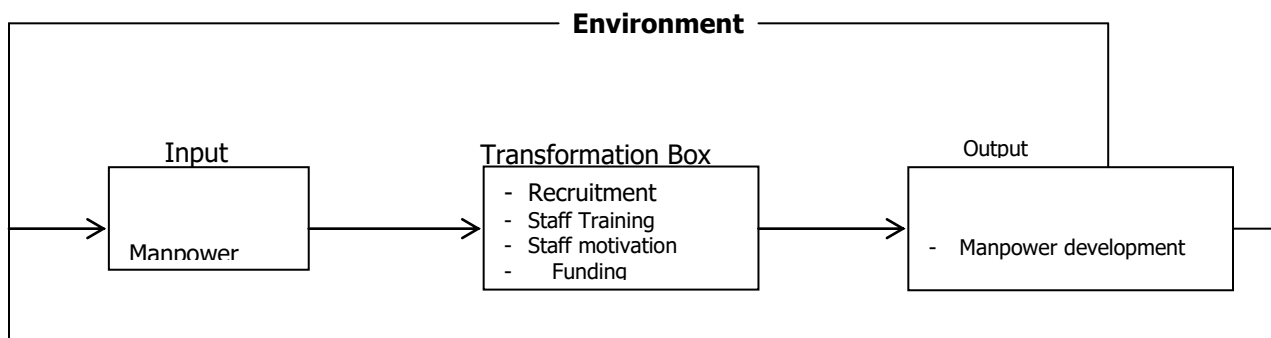 Environment
Input
Manpower
Transformation Box
- Recruitment
- Staff Training
- Staff motivation
- Funding
Output
- Manpower development